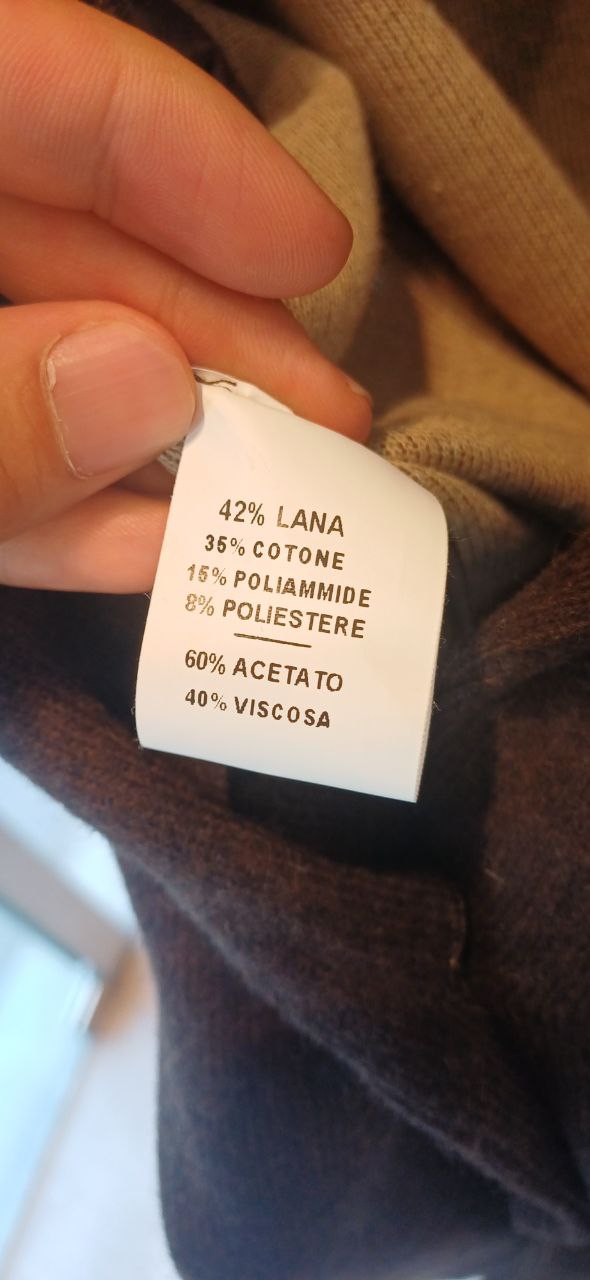 42% LANA
35% COTONE
15% POLIAMMIDE
8% POLIESTERE
60% ACETATO
40% VISCOSA